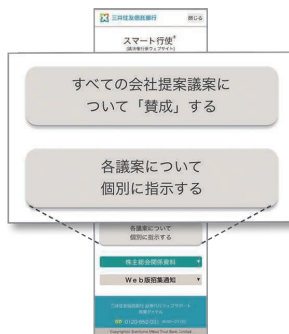 三井住友信託銀行 閉じる
スマート行使®
[議決権行使ウェブサイト]
すべての会社提案議案に
ついて「賛成」する
各議案について
個別に指示する
各議案について
個別に指示する
株主総会関係資料
Web版招集通知